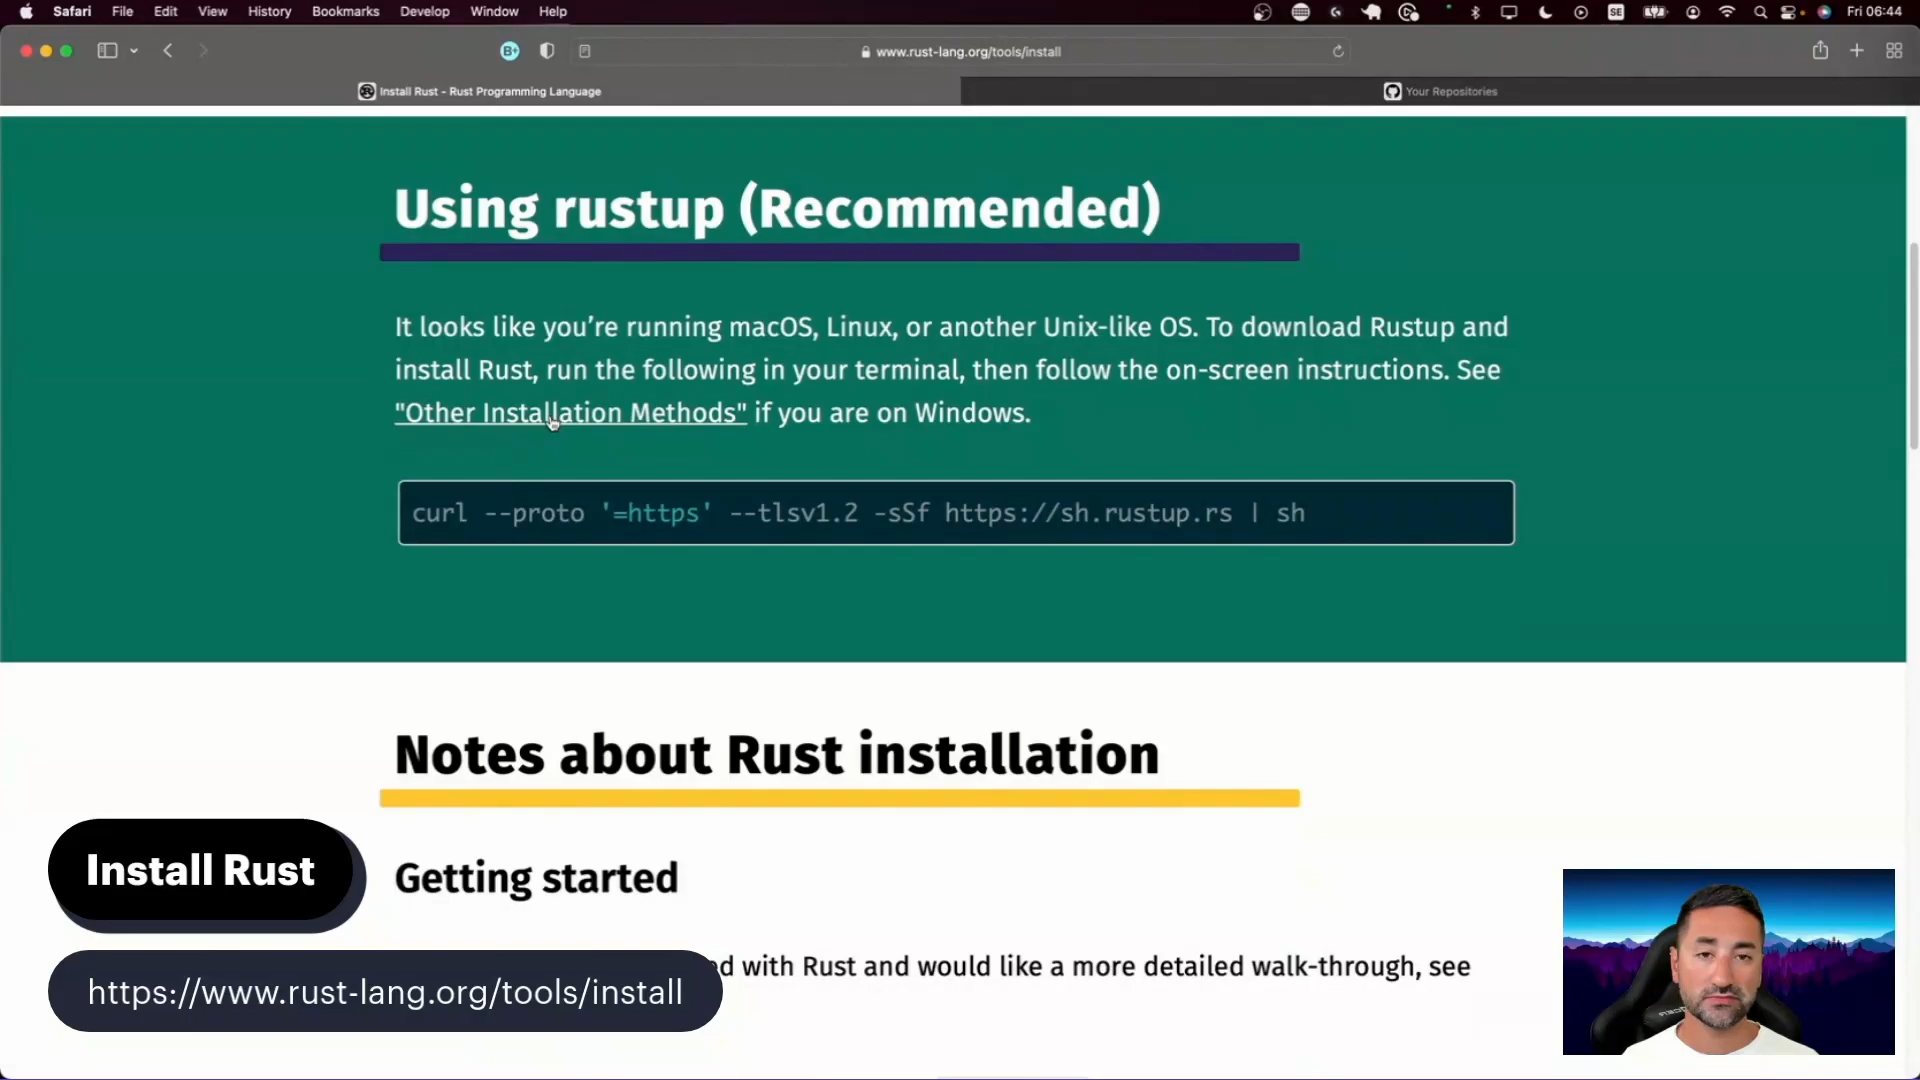 Safari File Edit View History Bookmarks Develop Window Help
SE
Fri 06:44
www.rust-lang.org/tools/install
Install Rust - Rust Programming Language
Your Repositories
Using rustup (Recommended)
It looks like you’re running macOS, Linux, or another Unix-like OS. To download Rustup and
install Rust, run the following in your terminal, then follow the on-screen instructions. See
"Other Installation Methods" if you are on Windows.
curl --proto '=https' --tlsv1.2 -sSf https://sh.rustup.rs | sh
Notes about Rust installation
Getting started
with Rust and would like a more detailed walk-through, see
Install Rust
https://www.rust-lang.org/tools/install